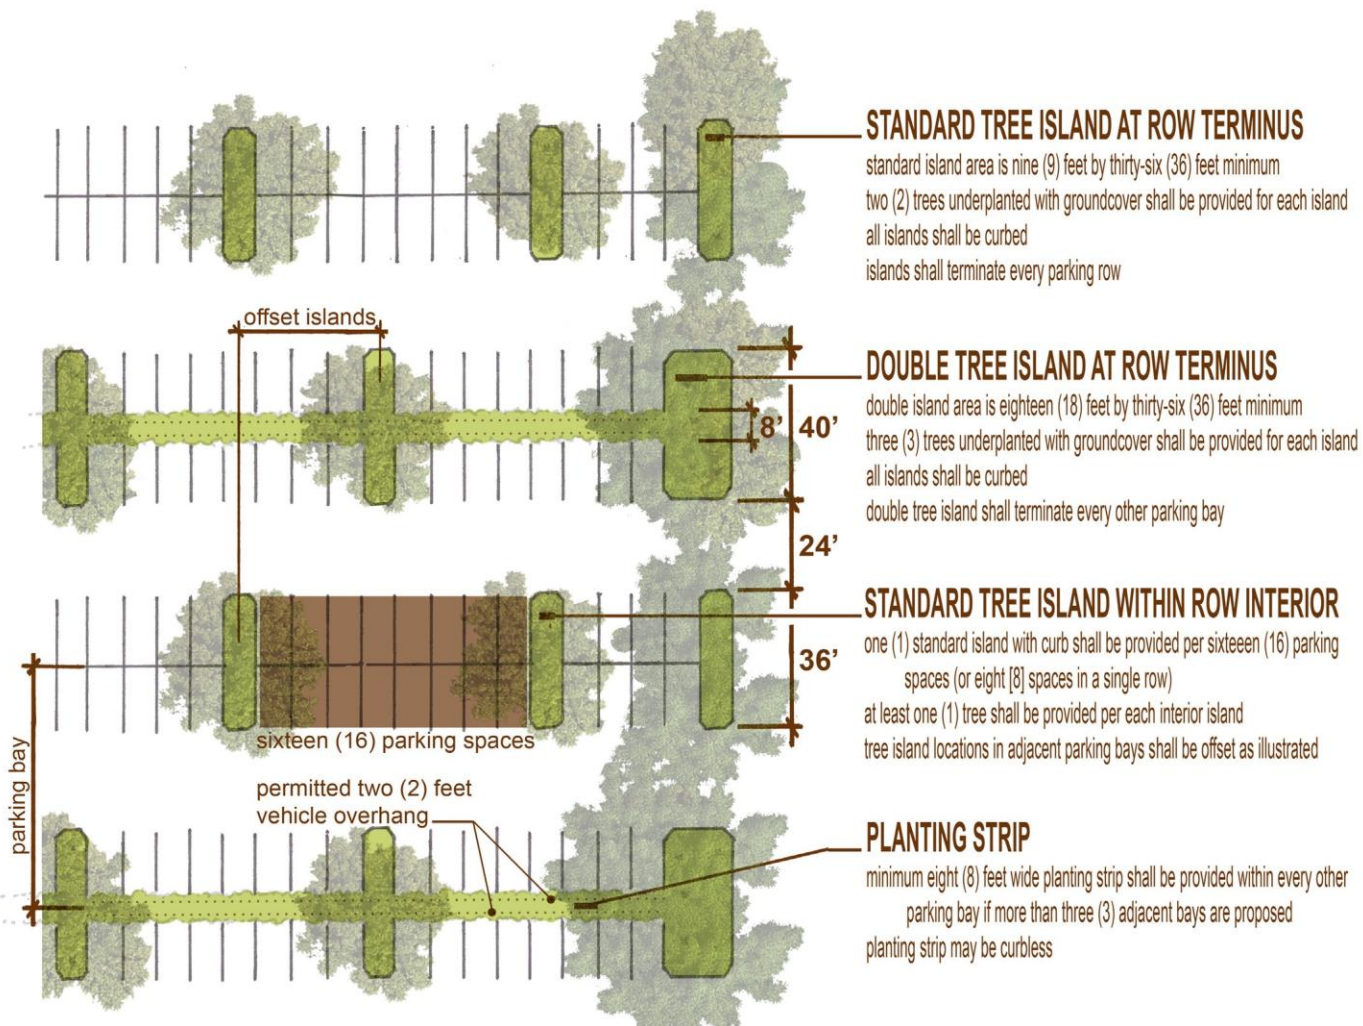 STANDARD TREE ISLAND AT ROW TERMINUS
standard island area is nine (9) feet by thirty-six (36) feet minimum
two (2) trees underplanted with groundcover shall be provided for each island
all islands shall be curbed
islands shall terminate every parking row
offset islands
DOUBLE TREE ISLAND AT ROW TERMINUS
double island area is eighteen (18) feet by thirty-six (36) feet minimum
three (3) trees underplanted with groundcover shall be provided for each island
all islands shall be curbed
double tree island shall terminate every other parking bay
8’
40’
24’
36’
STANDARD TREE ISLAND WITHIN ROW INTERIOR
one (1) standard island with curb shall be provided per sixteeen (16) parking
spaces (or eight [8] spaces in a single row)
at least one (1) tree shall be provided per each interior island
tree island locations in adjacent parking bays shall be offset as illustrated
sixteen (16) parking spaces
parking bay
permitted two (2) feet
vehicle overhang
PLANTING STRIP
minimum eight (8) feet wide planting strip shall be provided within every other
parking bay if more than three (3) adjacent bays are proposed
planting strip may be curbless